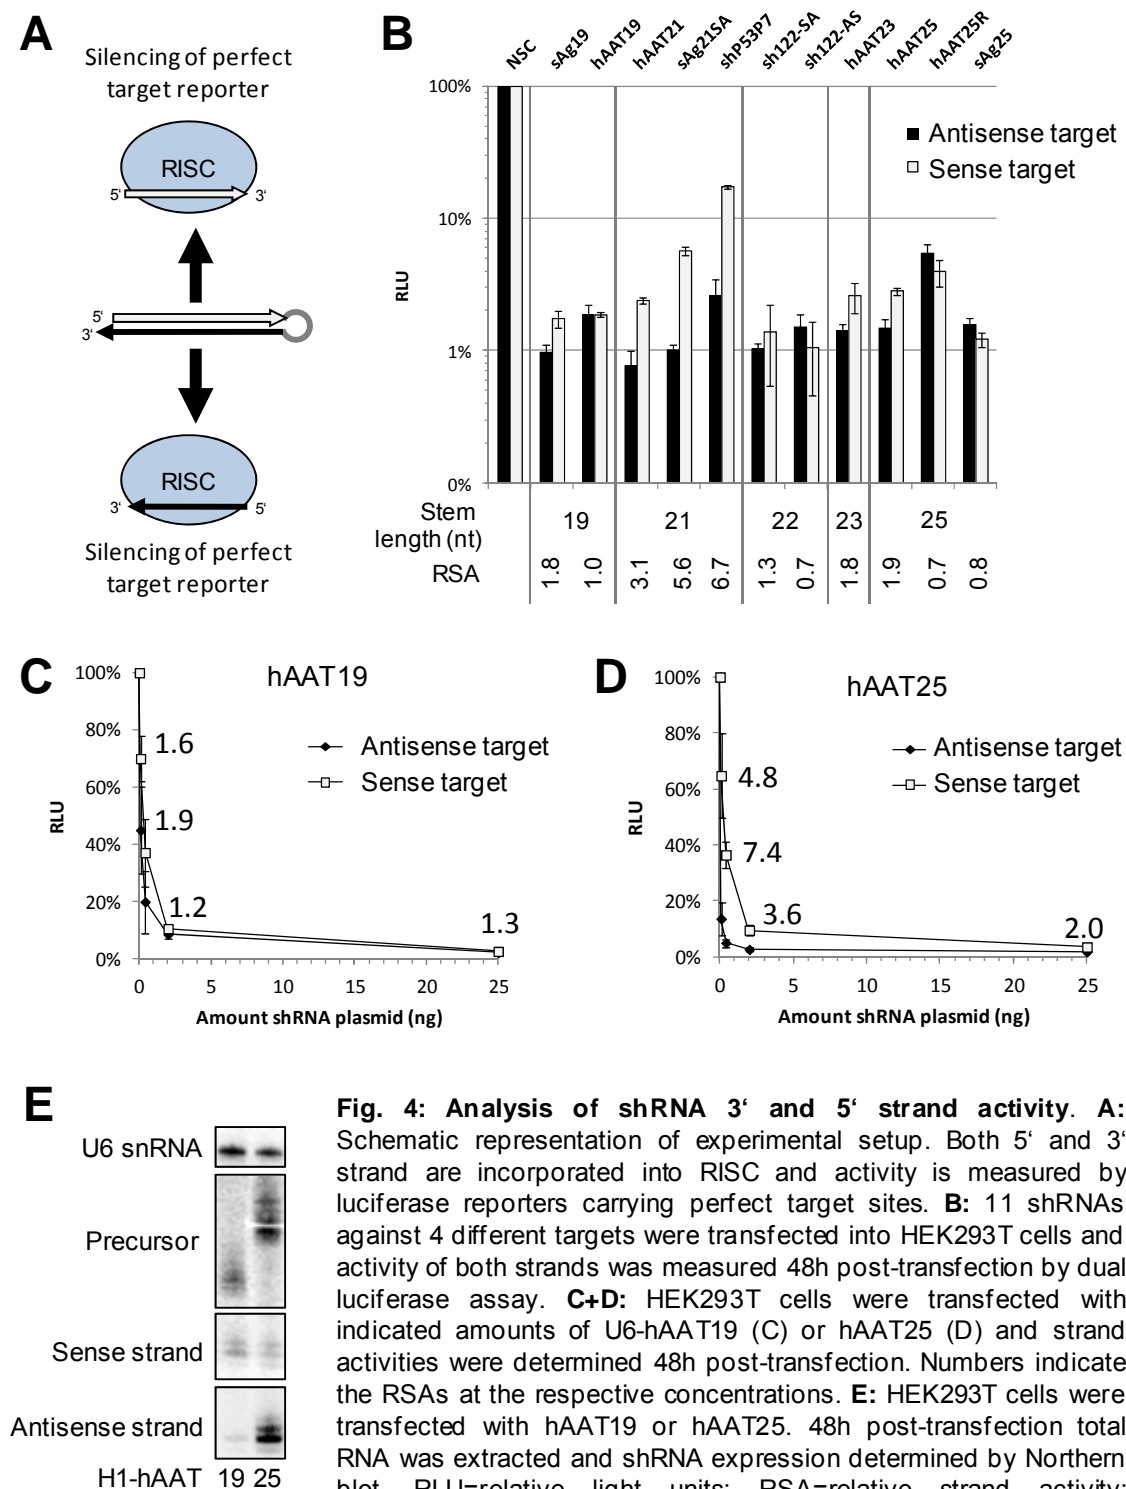 A
Silencing of perfect
target reporter
RISC
5‘ 3‘
5‘
3‘
RISC
3‘ 5‘
Silencing of perfect
target reporter
B
NSC sAg19 hAAT19 hAAT21 sAg21SA shP53P7 sh122-SA sh122-AS hAAT23 hAAT25 hAAT25R sAg25
100%
10%
1%
0%
RLU
Antisense target
Sense target
Stem
length (nt)
19 21 22 23 25
RSA
1.8 1.0 3.1 5.6 6.7 1.3 0.7 1.8 1.9 0.7 0.8
C
hAAT19
100%
80%
60%
40%
20%
0%
RLU
Antisense target
Sense target
1.6
1.9
1.2
1.3
0 5 10 15 20 25
Amount shRNA plasmid (ng)
D
hAAT25
100%
80%
60%
40%
20%
0%
RLU
Antisense target
Sense target
4.8
7.4
3.6
2.0
0 5 10 15 20 25
Amount shRNA plasmid (ng)
E
U6 snRNA
Precursor
Sense strand
Antisense strand
H1-hAAT 19 25
Fig. 4: Analysis of shRNA 3‘ and 5‘ strand activity. A:
Schematic representation of experimental setup. Both 5‘ and 3‘
strand are incorporated into RISC and activity is measured by
luciferase reporters carrying perfect target sites. B: 11 shRNAs
against 4 different targets were transfected into HEK293T cells and
activity of both strands was measured 48h post-transfection by dual
luciferase assay. C+D: HEK293T cells were transfected with
indicated amounts of U6-hAAT19 (C) or hAAT25 (D) and strand
activities were determined 48h post-transfection. Numbers indicate
the RSAs at the respective concentrations. E: HEK293T cells were
transfected with hAAT19 or hAAT25. 48h post-transfection total
RNA was extracted and shRNA expression determined by Northern
blot. RLU=relative light units; RSA=relative strand activity;